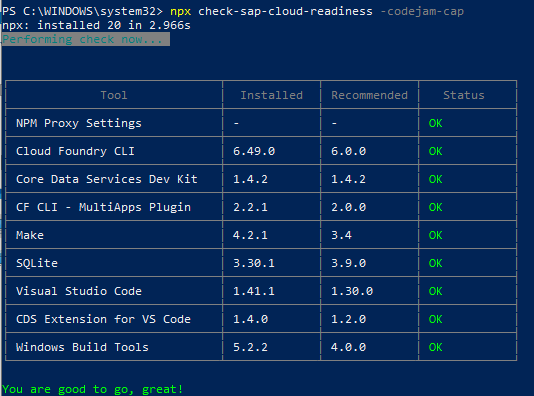 PS C:\WINDOWS\system32> npx check-sap-cloud-readiness -codejam-cap
npx: installed 20 in 2.966s
Performing check now...
Tool Installed Recommended Status
NPM Proxy Settings - - OK
Cloud Foundry CLI 6.49.0 6.0.0 OK
Core Data Services Dev Kit 1.4.2 1.4.2 OK
CF CLI - MultiApps Plugin 2.2.1 2.0.0 OK
Make 4.2.1 3.4 OK
SQLite 3.30.1 3.9.0 OK
Visual Studio Code 1.41.1 1.30.0 OK
CDS Extension for VS Code 1.4.0 1.2.0 OK
Windows Build Tools 5.2.2 4.0.0 OK
You are good to go, great!